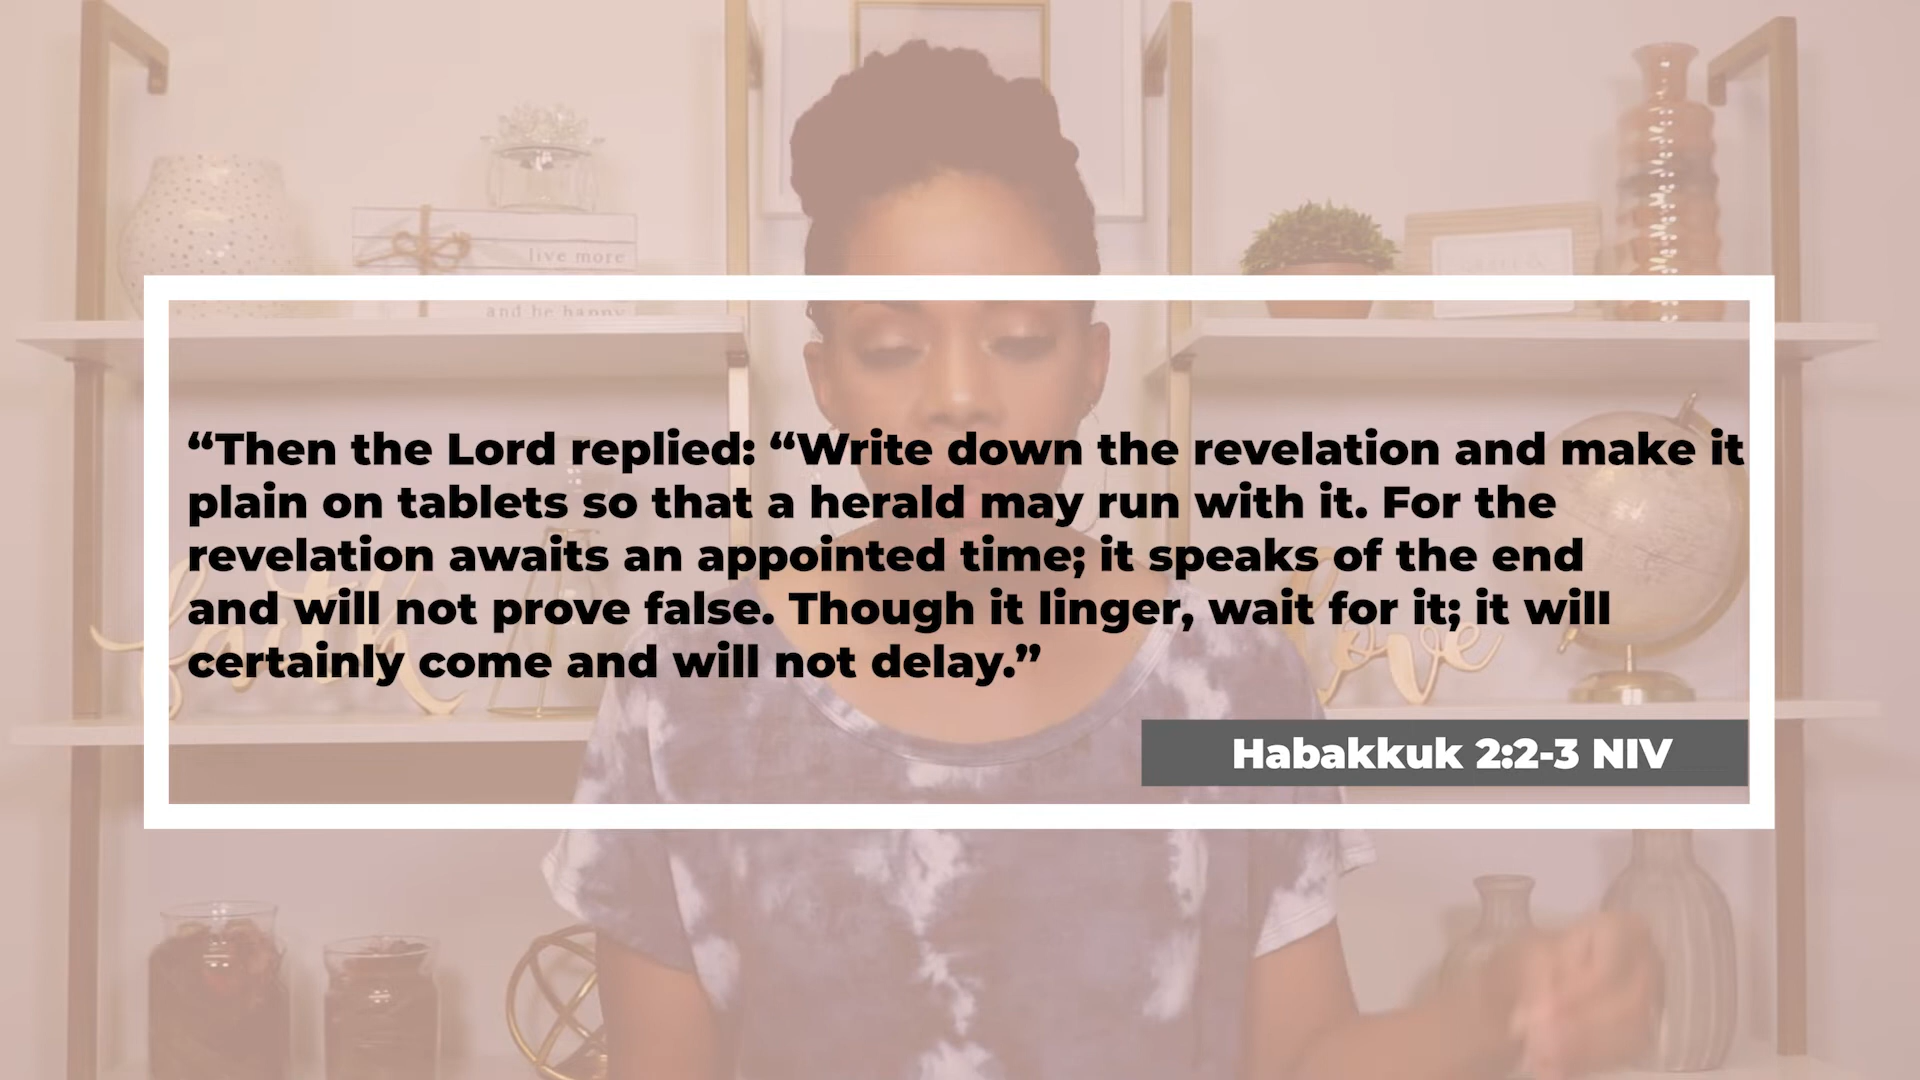 live more
and be happy
“Then the Lord replied: “Write down the revelation and make it
plain on tablets so that a herald may run with it. For the
revelation awaits an appointed time; it speaks of the end
and will not prove false. Though it linger, wait for it; it will
certainly come and will not delay.”
faith
love
Habakkuk 2:2-3 NIV